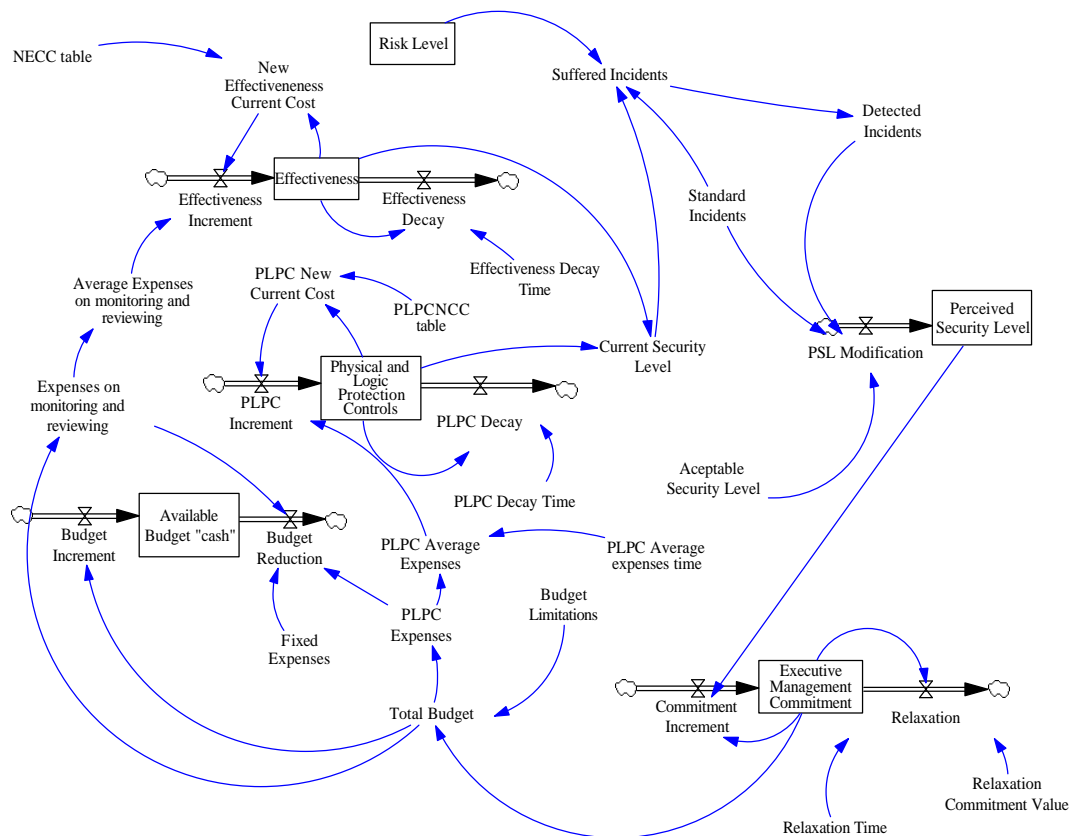 Risk Level
NECC table
New
Effectiveness
Current Cost
Suffered Incidents
Detected
Incidents
Effectiveness
Effectiveness
Increment
Effectiveness
Decay
Standard
Incidents
Effectiveness Decay
Time
Average Expenses
on monitoring and
reviewing
PLPC New
Current Cost
PLPCNCC
table
Perceived
Security Level
PSL Modification
Current Security
Level
Physical and
Logic
Protection
Controls
PLPC
Increment
PLPC Decay
Expenses on
monitoring and
reviewing
Aceptable
Security Level
PLPC Decay Time
Available
Budget "cash"
Budget
Increment
Budget
Reduction
PLPC Average
Expenses
PLPC Average
expenses time
Budget
Limitations
PLPC
Expenses
Fixed
Expenses
Executive
Management
Commitment
Commitment
Increment
Relaxation
Total Budget
Relaxation
Commitment Value
Relaxation Time